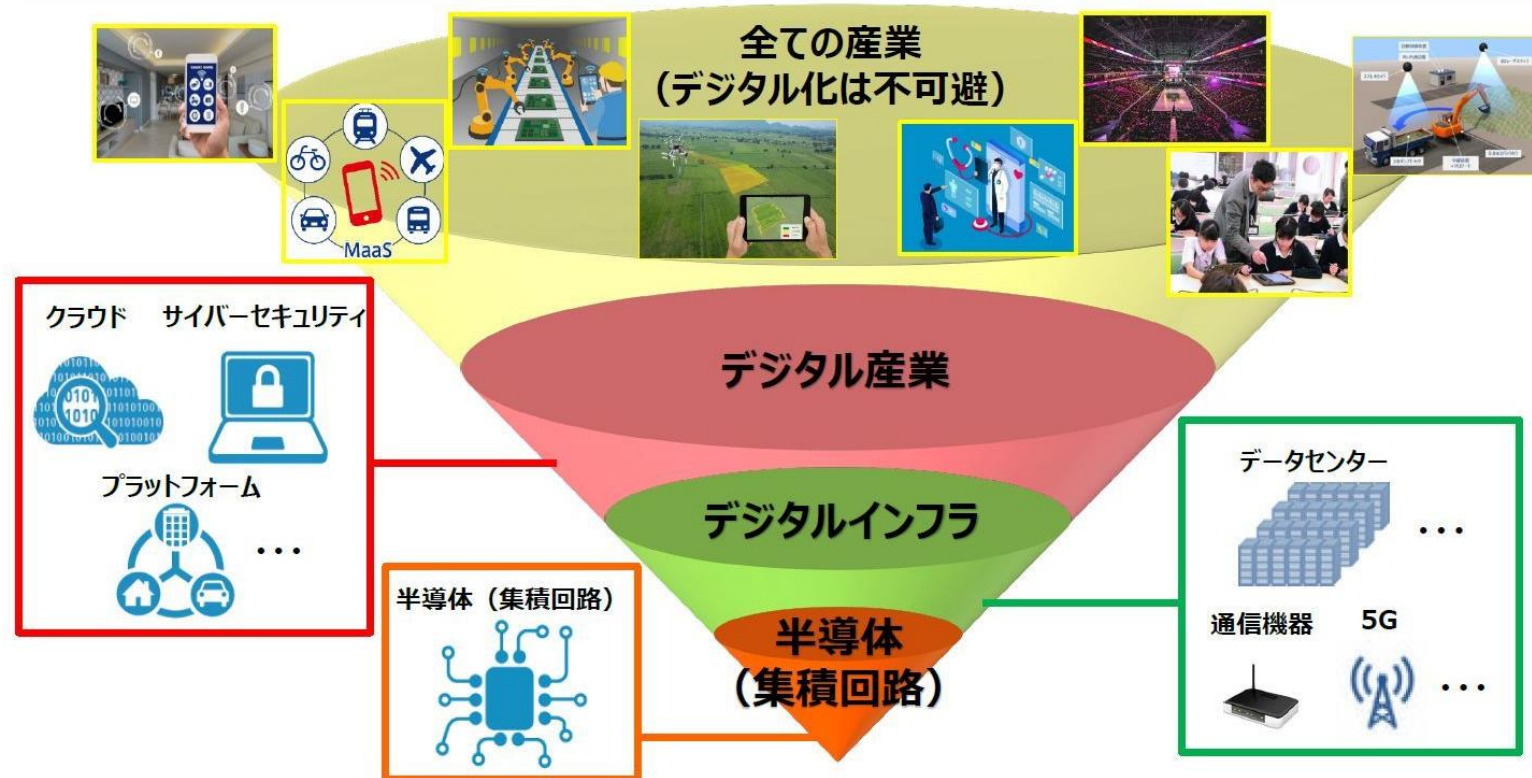 全ての産業
（デジタル化は不可避）
MaaS
クラウド
サイバーセキュリティ
プラットフォーム
・・・
デジタル産業
デジタルインフラ
半導体
（集積回路）
半導体（集積回路）
データセンター
・・・
通信機器
5G
・・・